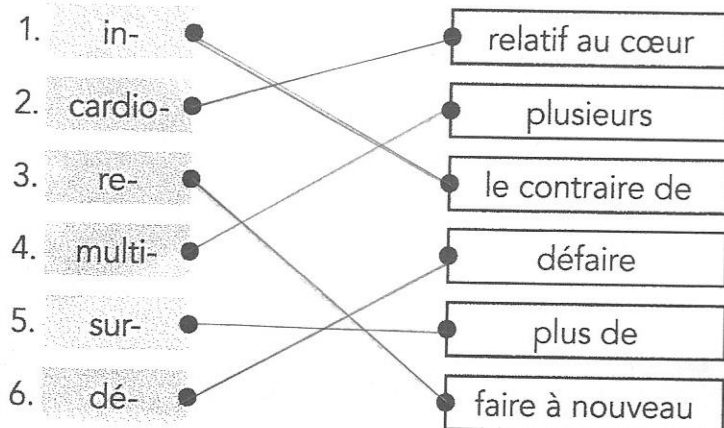 1. in- relatif au cœur
2. cardio- plusieurs
3. re- le contraire de
4. multi- défaire
5. sur- plus de
6. dé- faire à nouveau